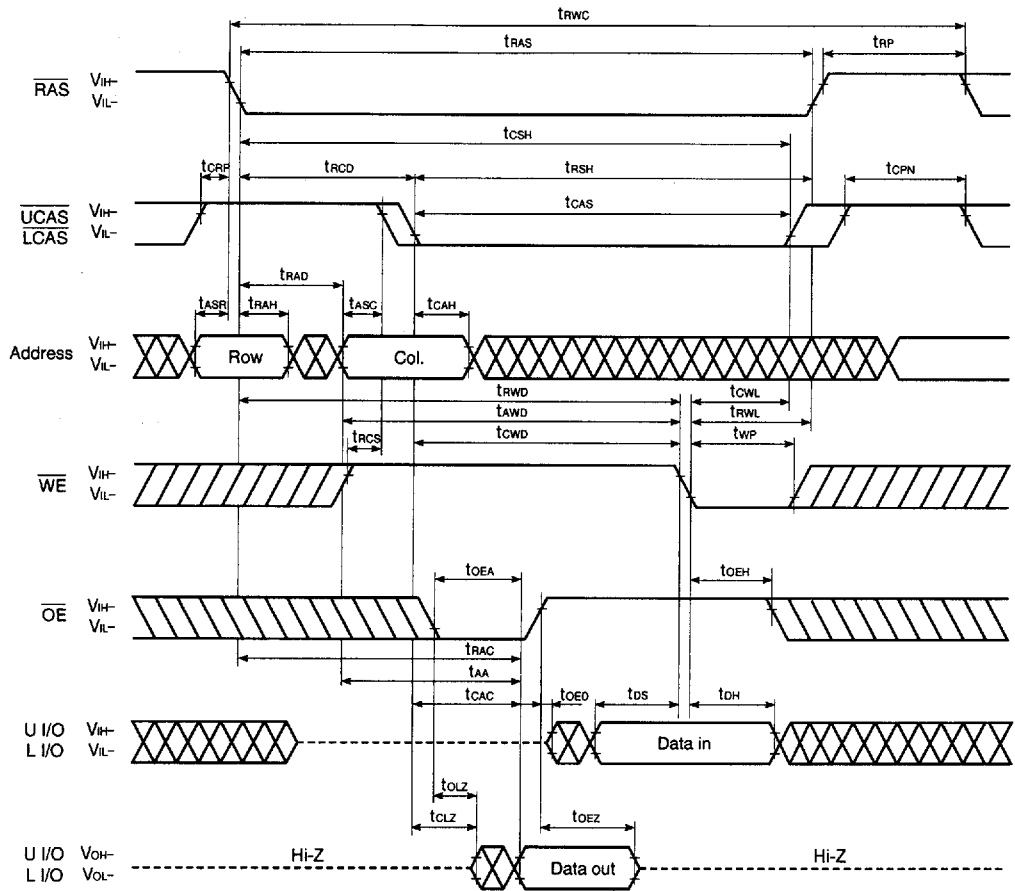 tRWC
tRAS tRP
RAS VIH– VIL–
tCSH
tCRP tRCD tRSH tCPN
UCAS LCAS VIH– VIL– tCAS
tRAD
tASR tRAH tASC tCAH
Address VIH– VIL– Row Col.
tRWD tCWL
tAWD tRWL
tRCS tCWD tWP
WE VIH– VIL–
tOEA tOEH
OE VIH– VIL–
tRAC
tAA
tCAC tOED tDS tDH
U I/O L I/O VIH– VIL– Data in
tOLZ
tCLZ tOEZ
U I/O L I/O VOH– VOL– Hi-Z Data out Hi-Z